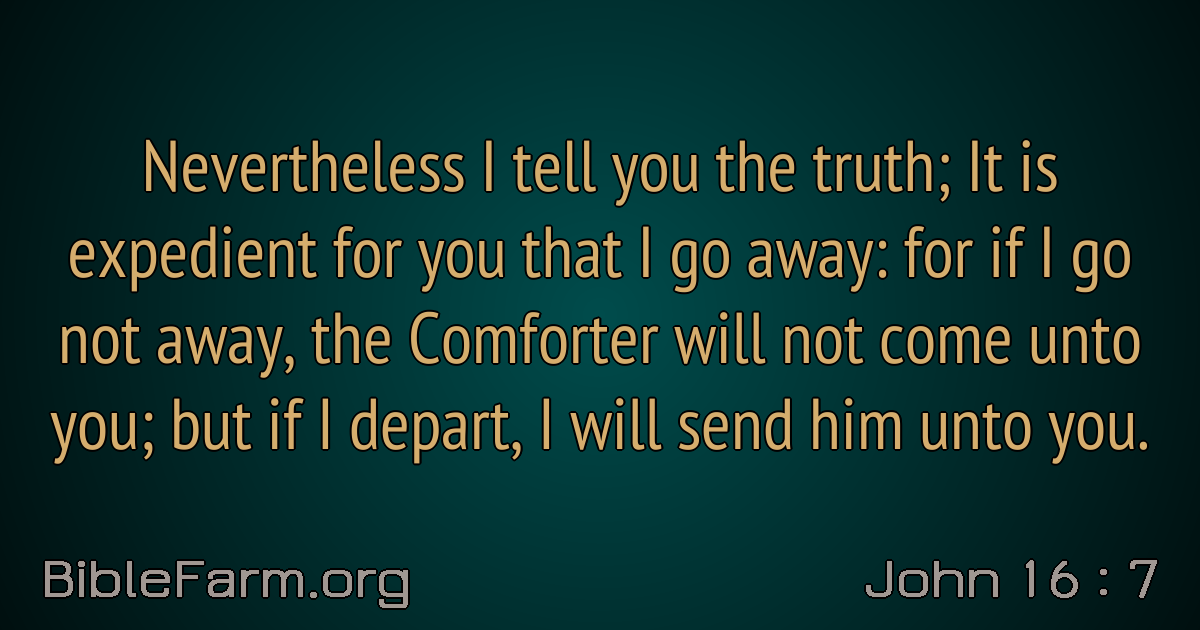 Nevertheless I tell you the truth; It is
expedient for you that I go away: for if I go
not away, the Comforter will not come unto
you; but if I depart, I will send him unto you.
BibleFarm.org
John 16 : 7